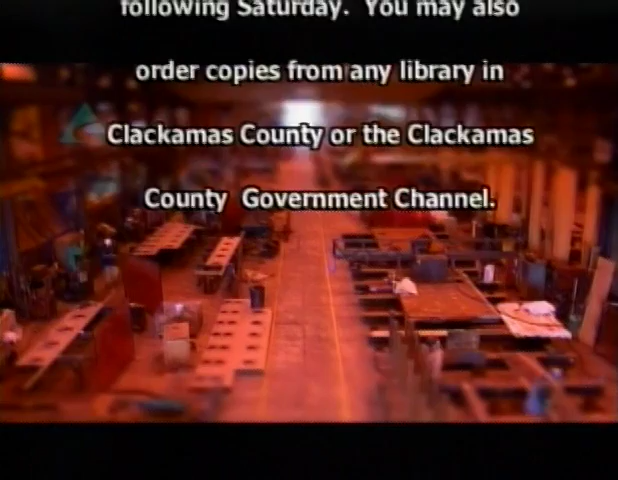 following Saturday. You may also
order copies from any library in
Clackamas County or the Clackamas
County Government Channel.